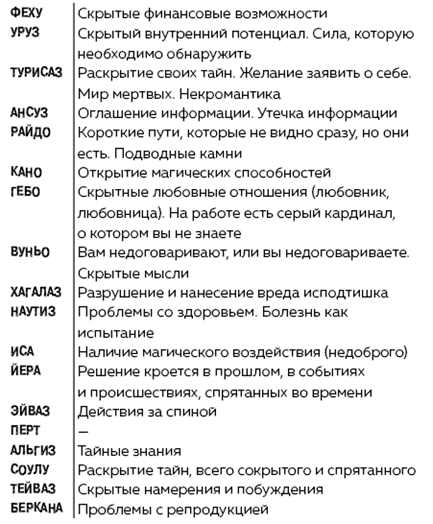 ФЕХУ Скрытые финансовые возможности
УРУЗ Скрытый внутренний потенциал. Сила, которую
необходимо обнаружить
ТУРИСАЗ Раскрытие своих тайн. Желание заявить о себе.
Мир мертвых. Некромантика
АНСУЗ Оглашение информации. Утечка информации
РАЙДО Короткие пути, которые не видно сразу, но они
есть. Подводные камни
КАНО Открытие магических способностей
ГЕБО Скрытные любовные отношения (любовник,
любовница). На работе есть серый кардинал,
о котором вы не знаете
ВУНЬО Вам недоговаривают, или вы недоговариваете.
Скрытые мысли
ХАГАЛАЗ Разрушение и нанесение вреда исподтишка
НАУТИЗ Проблемы со здоровьем. Болезнь как
испытание
ИСА Наличие магического воздействия (недоброго)
ЙЕРА Решение кроется в прошлом, в событиях
и происшествиях, спрятанных во времени
ЭЙВАЗ Действия за спиной
ПЕРТ –
АЛЬГИЗ Тайные знания
СОУЛУ Раскрытие тайн, всего сокрытого и спрятанного
ТЕЙВАЗ Скрытые намерения и побуждения
БЕРКАНА Проблемы с репродукцией